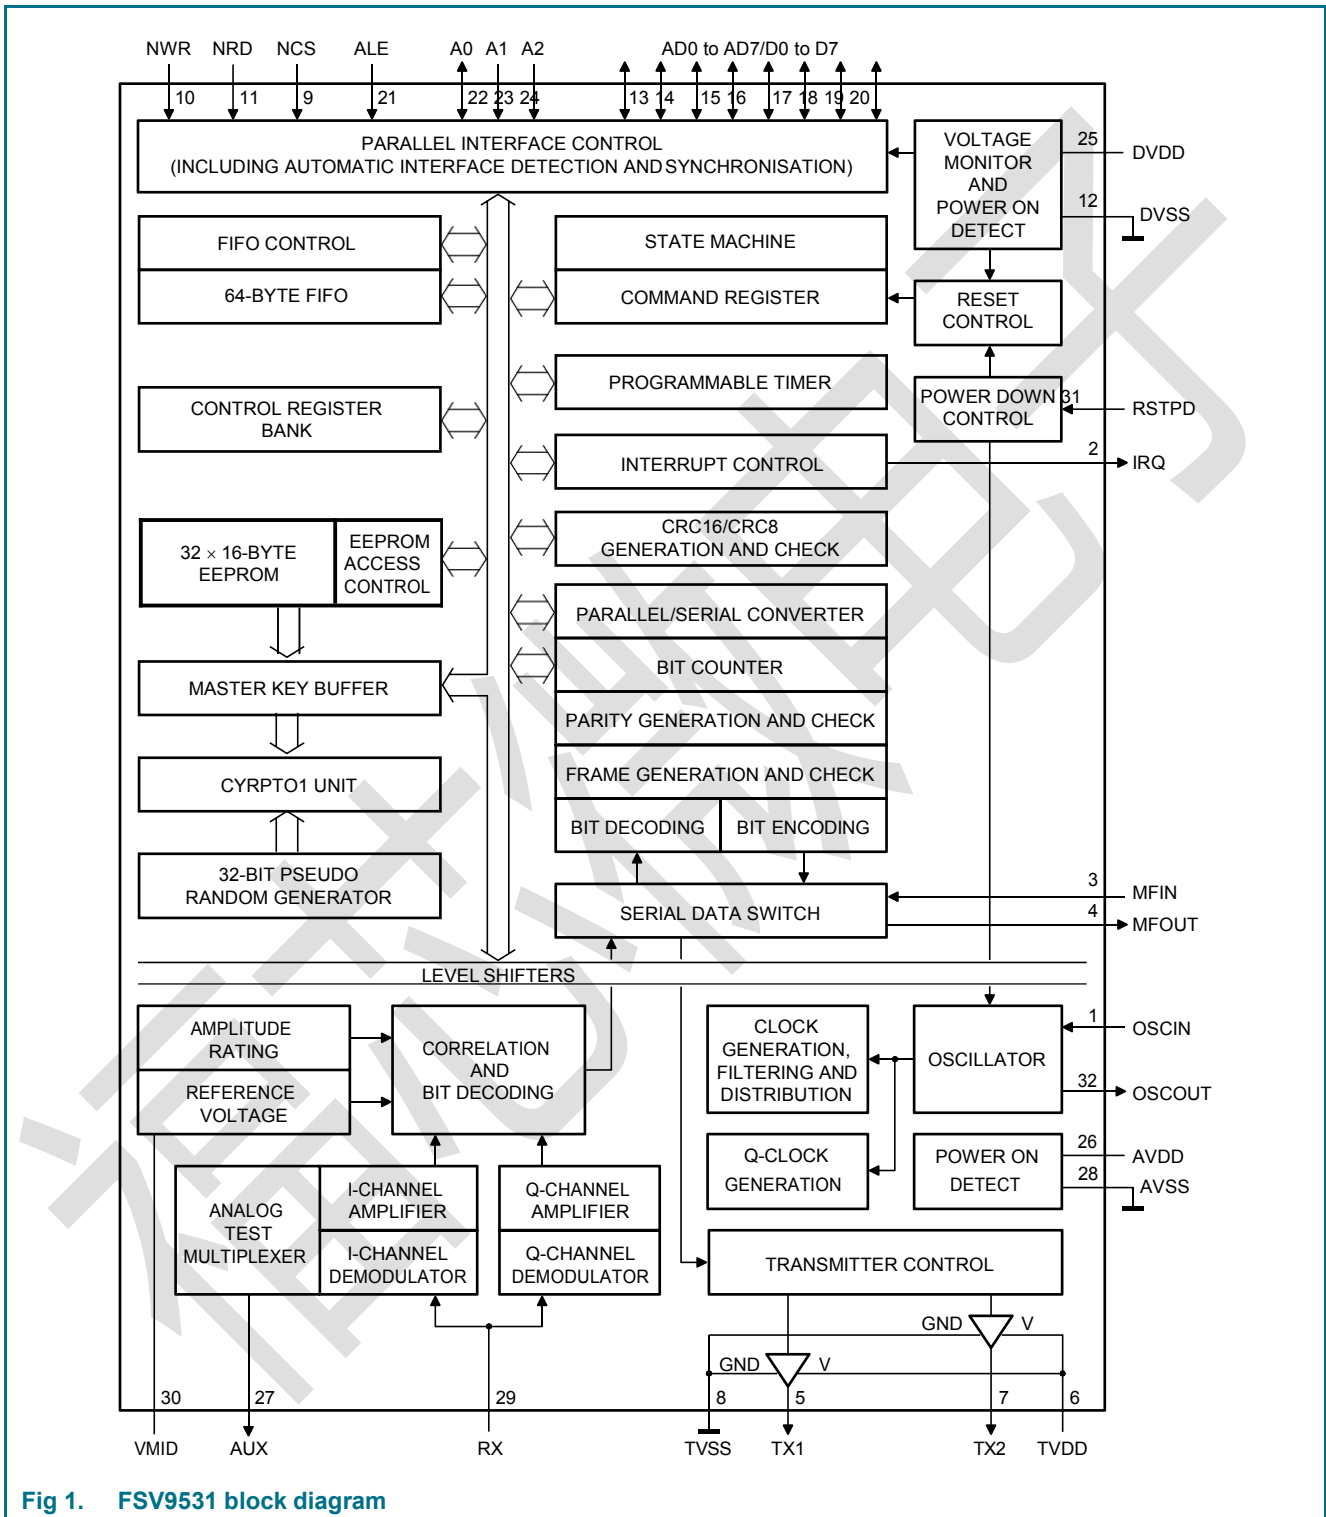 NWR NRD NCS ALE A0 A1 A2 AD0 to AD7/D0 to D7
10 11 9 21 22 23 24 13 14 15 16 17 18 19 20
PARALLEL INTERFACE CONTROL
(INCLUDING AUTOMATIC INTERFACE DETECTION AND SYNCHRONISATION)
VOLTAGE
MONITOR
AND
POWER ON
DETECT
25
DVDD
12
DVSS
FIFO CONTROL
64-BYTE FIFO
STATE MACHINE
COMMAND REGISTER
RESET
CONTROL
PROGRAMMABLE TIMER
POWER DOWN
CONTROL
31
RSTPD
CONTROL REGISTER
BANK
INTERRUPT CONTROL
2
IRQ
32 × 16-BYTE
EEPROM
EEPROM
ACCESS
CONTROL
CRC16/CRC8
GENERATION AND CHECK
PARALLEL/SERIAL CONVERTER
BIT COUNTER
PARITY GENERATION AND CHECK
FRAME GENERATION AND CHECK
BIT DECODING BIT ENCODING
MASTER KEY BUFFER
CYRPTO1 UNIT
32-BIT PSEUDO
RANDOM GENERATOR
SERIAL DATA SWITCH
3
MFIN
4
MFOUT
LEVEL SHIFTERS
AMPLITUDE
RATING
REFERENCE
VOLTAGE
CORRELATION
AND
BIT DECODING
CLOCK
GENERATION,
FILTERING AND
DISTRIBUTION
OSCILLATOR
1
OSCIN
32
OSCOUT
Q-CLOCK
GENERATION
POWER ON
DETECT
26
AVDD
28
AVSS
ANALOG
TEST
MULTIPLEXER
I-CHANNEL
AMPLIFIER
I-CHANNEL
DEMODULATOR
Q-CHANNEL
AMPLIFIER
Q-CHANNEL
DEMODULATOR
TRANSMITTER CONTROL
GND V
GND V
30 27 29 8 5 7 6
VMID AUX RX TVSS TX1 TX2 TVDD
Fig 1. FSV9531 block diagram
福芯微电子